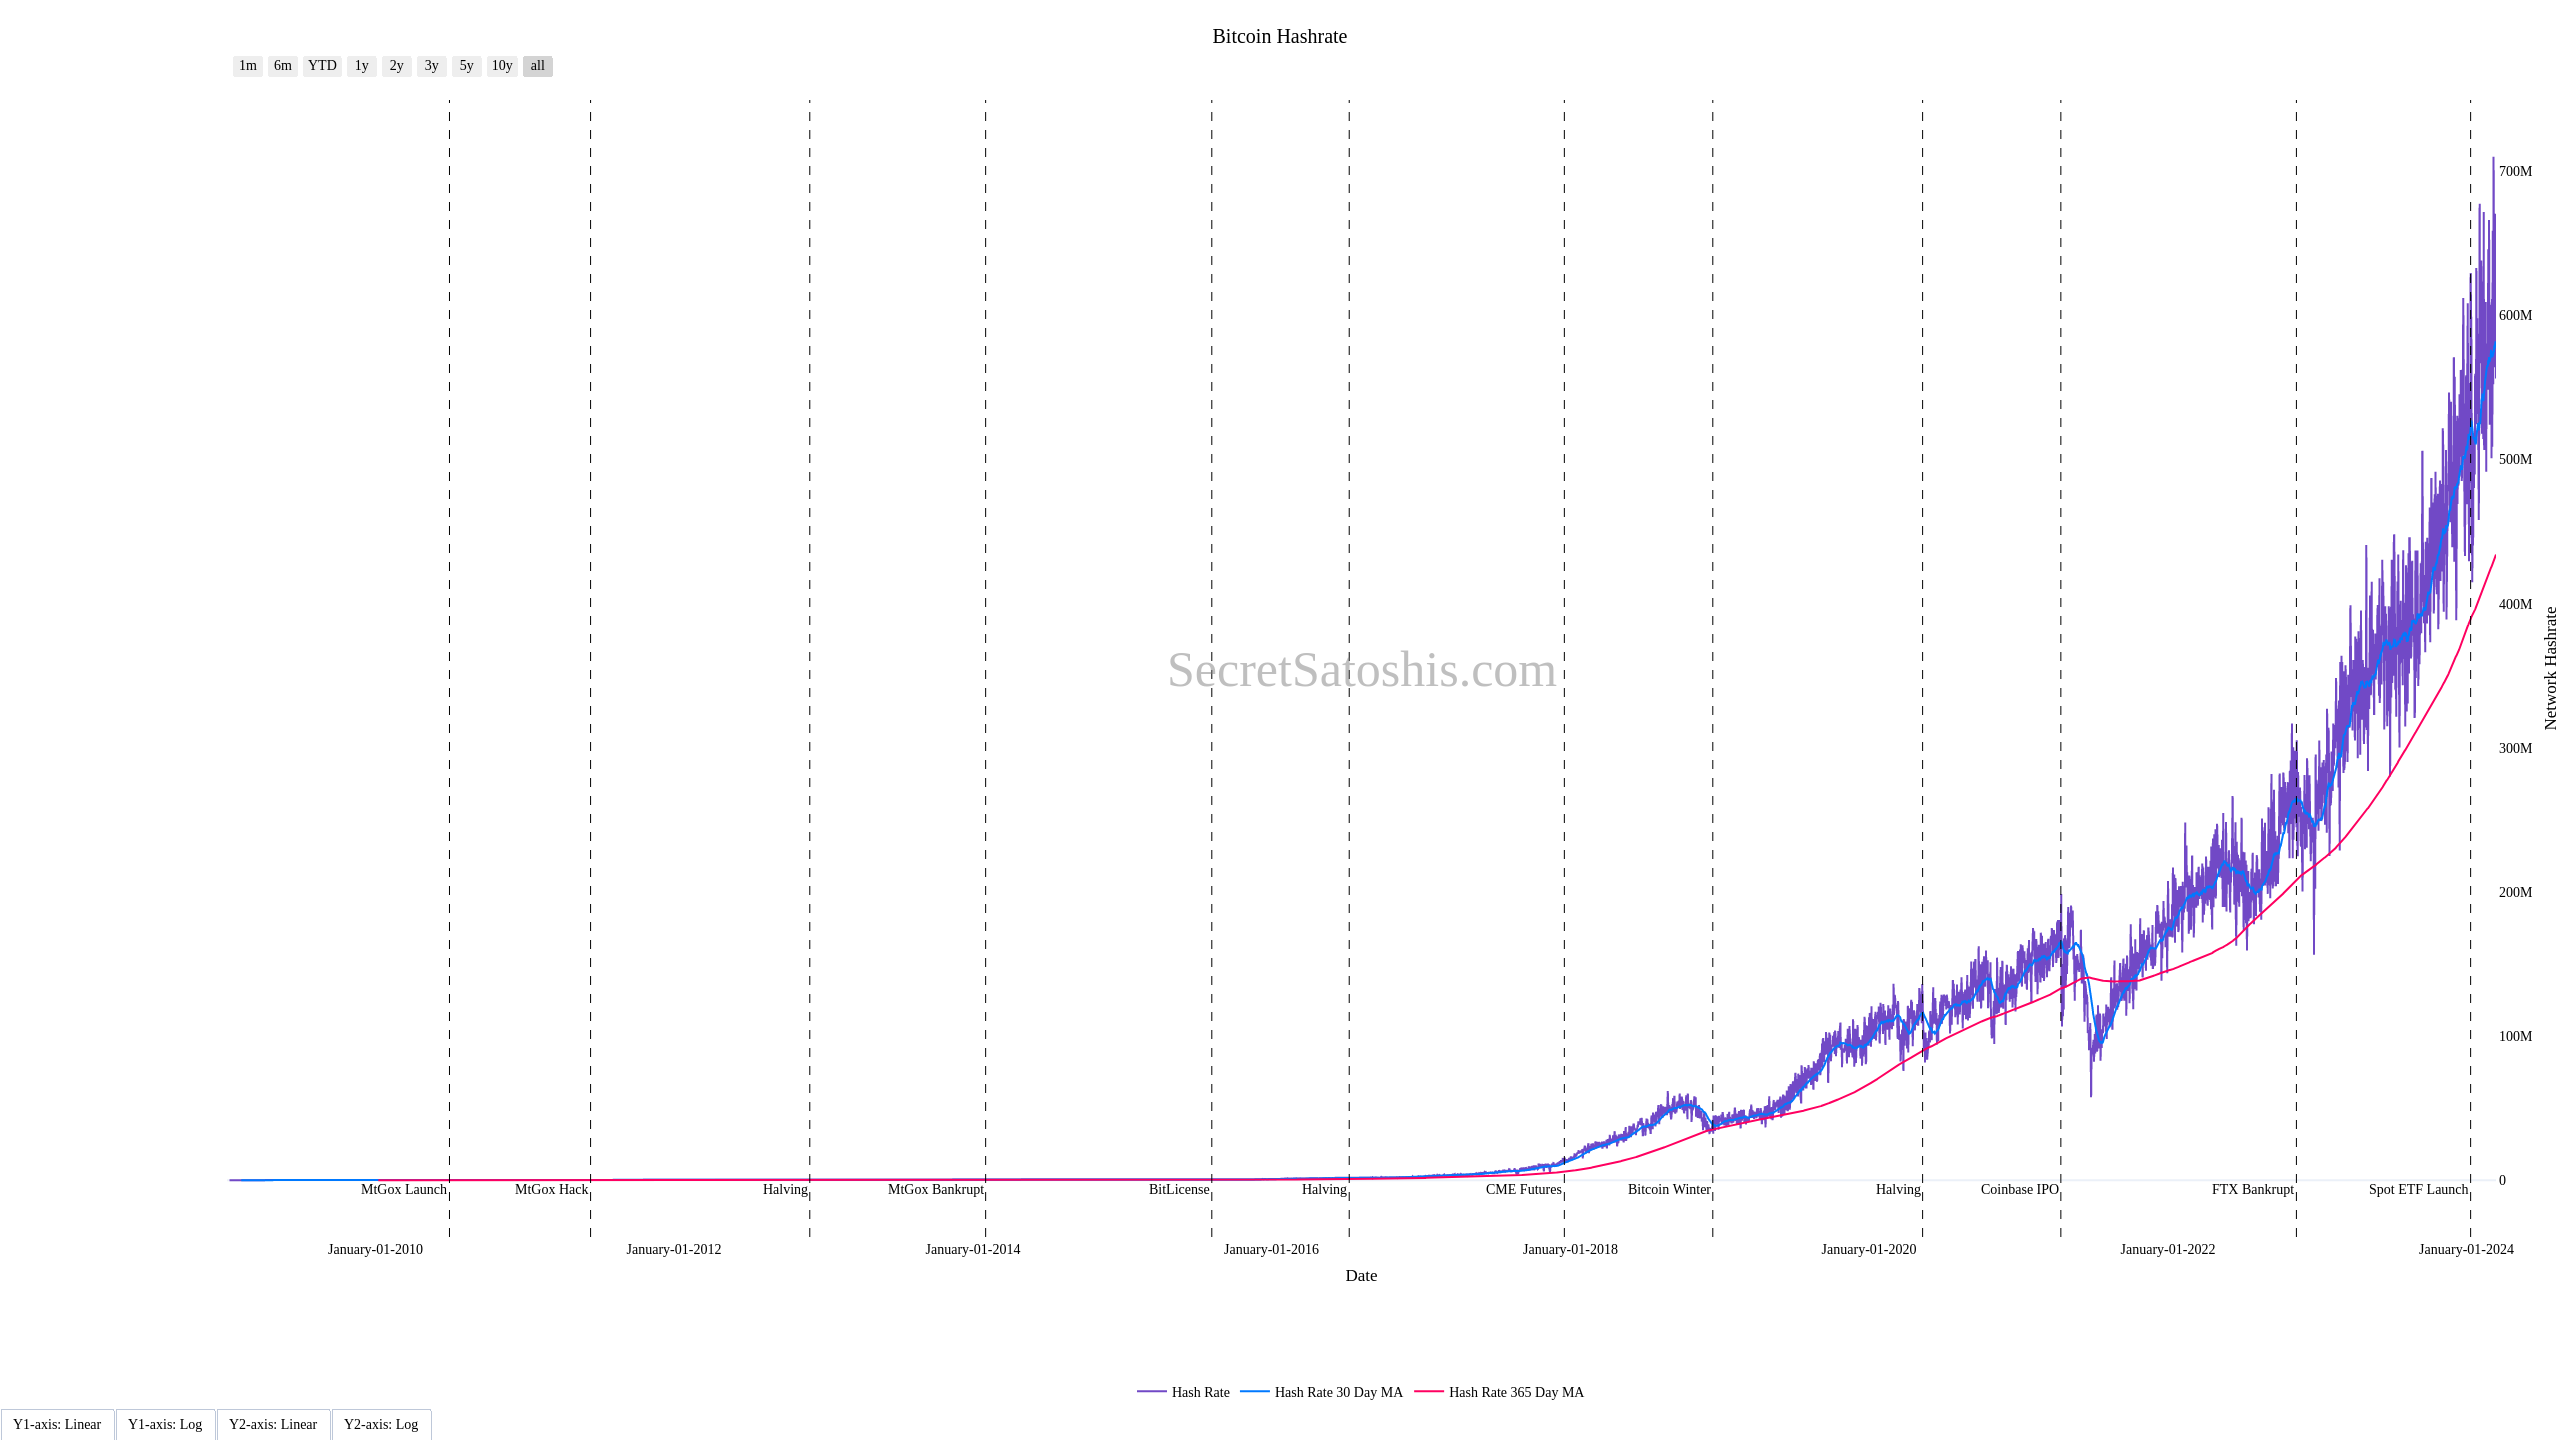 Bitcoin Hashrate
1m 6m YTD 1y 2y 3y 5y 10y all
700M
600M
500M
400M
300M
200M
100M
0
Network Hashrate
SecretSatoshis.com
MtGox Launch MtGox Hack Halving MtGox Bankrupt BitLicense Halving CME Futures Bitcoin Winter Halving Coinbase IPO FTX Bankrupt Spot ETF Launch
January-01-2010 January-01-2012 January-01-2014 January-01-2016 January-01-2018 January-01-2020 January-01-2022 January-01-2024
Date
Hash Rate Hash Rate 30 Day MA Hash Rate 365 Day MA
Y1-axis: Linear Y1-axis: Log Y2-axis: Linear Y2-axis: Log